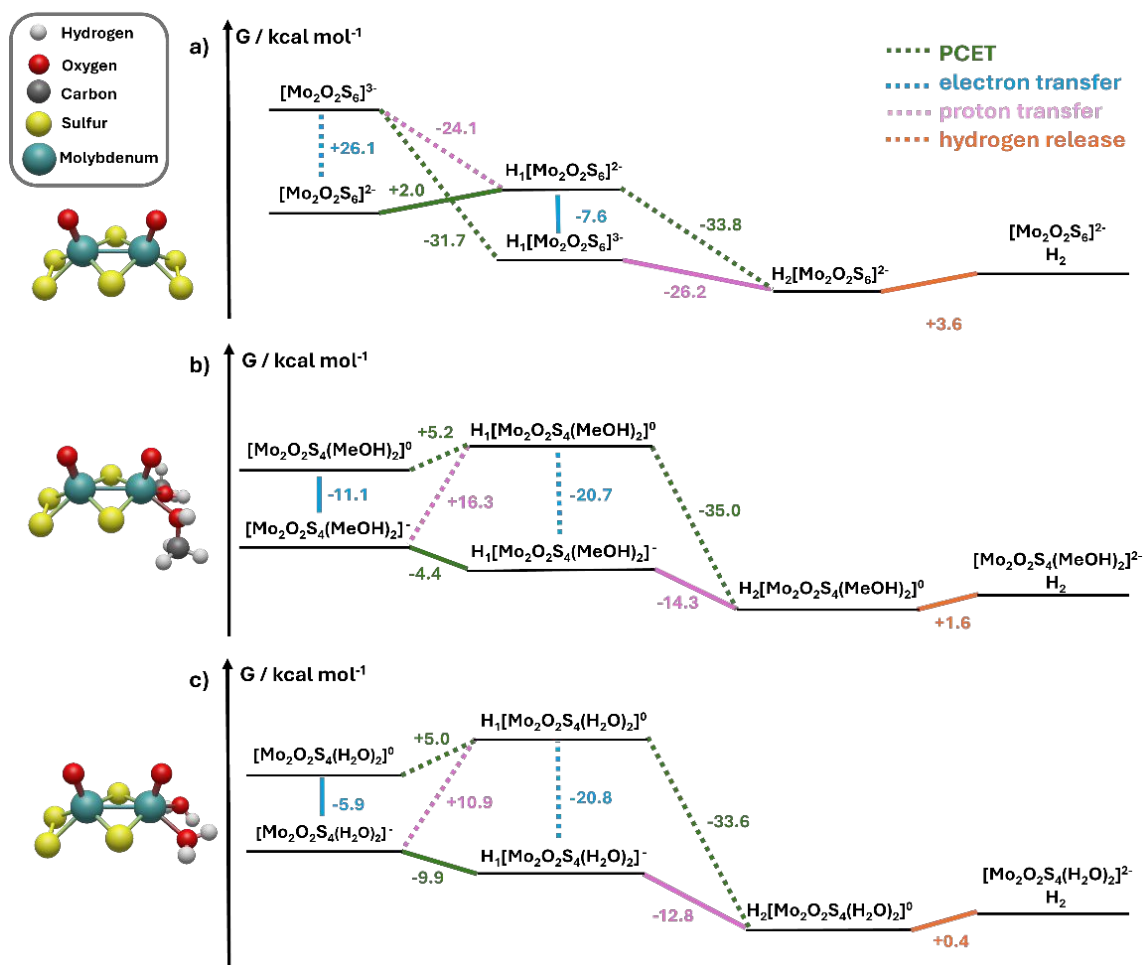 Hydrogen
Oxygen
Carbon
Sulfur
Molybdenum
a)
G / kcal mol⁻¹
PCET
electron transfer
proton transfer
hydrogen release
[Mo₂O₂S₆]³⁻
-24.1
+26.1
H₁[Mo₂O₂S₆]²⁻
[Mo₂O₂S₆]²⁻
+2.0
-7.6
-33.8
-31.7
H₁[Mo₂O₂S₆]³⁻
[Mo₂O₂S₆]²⁻
H₂
-26.2
H₂[Mo₂O₂S₆]²⁻
+3.6
b)
G / kcal mol⁻¹
[Mo₂O₂S₄(MeOH)₂]⁰
+5.2
H₁[Mo₂O₂S₄(MeOH)₂]⁰
-11.1
+16.3
-20.7
-35.0
[Mo₂O₂S₄(MeOH)₂]⁻
-4.4
H₁[Mo₂O₂S₄(MeOH)₂]⁻
-14.3
H₂[Mo₂O₂S₄(MeOH)₂]⁰
+1.6
[Mo₂O₂S₄(MeOH)₂]²⁻
H₂
c)
G / kcal mol⁻¹
[Mo₂O₂S₄(H₂O)₂]⁰
+5.0
H₁[Mo₂O₂S₄(H₂O)₂]⁰
-5.9
+10.9
-20.8
-33.6
[Mo₂O₂S₄(H₂O)₂]⁻
-9.9
H₁[Mo₂O₂S₄(H₂O)₂]⁻
-12.8
H₂[Mo₂O₂S₄(H₂O)₂]⁰
+0.4
[Mo₂O₂S₄(H₂O)₂]²⁻
H₂